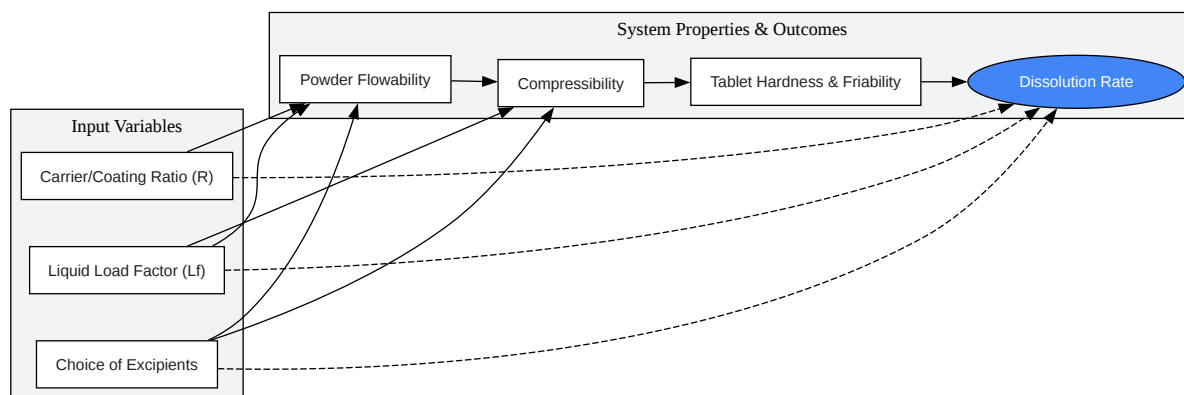 System Properties & Outcomes
Powder Flowability
Compressibility
Tablet Hardness & Friability
Dissolution Rate
Input Variables
Carrier/Coating Ratio (R)
Liquid Load Factor (Lf)
Choice of Excipients